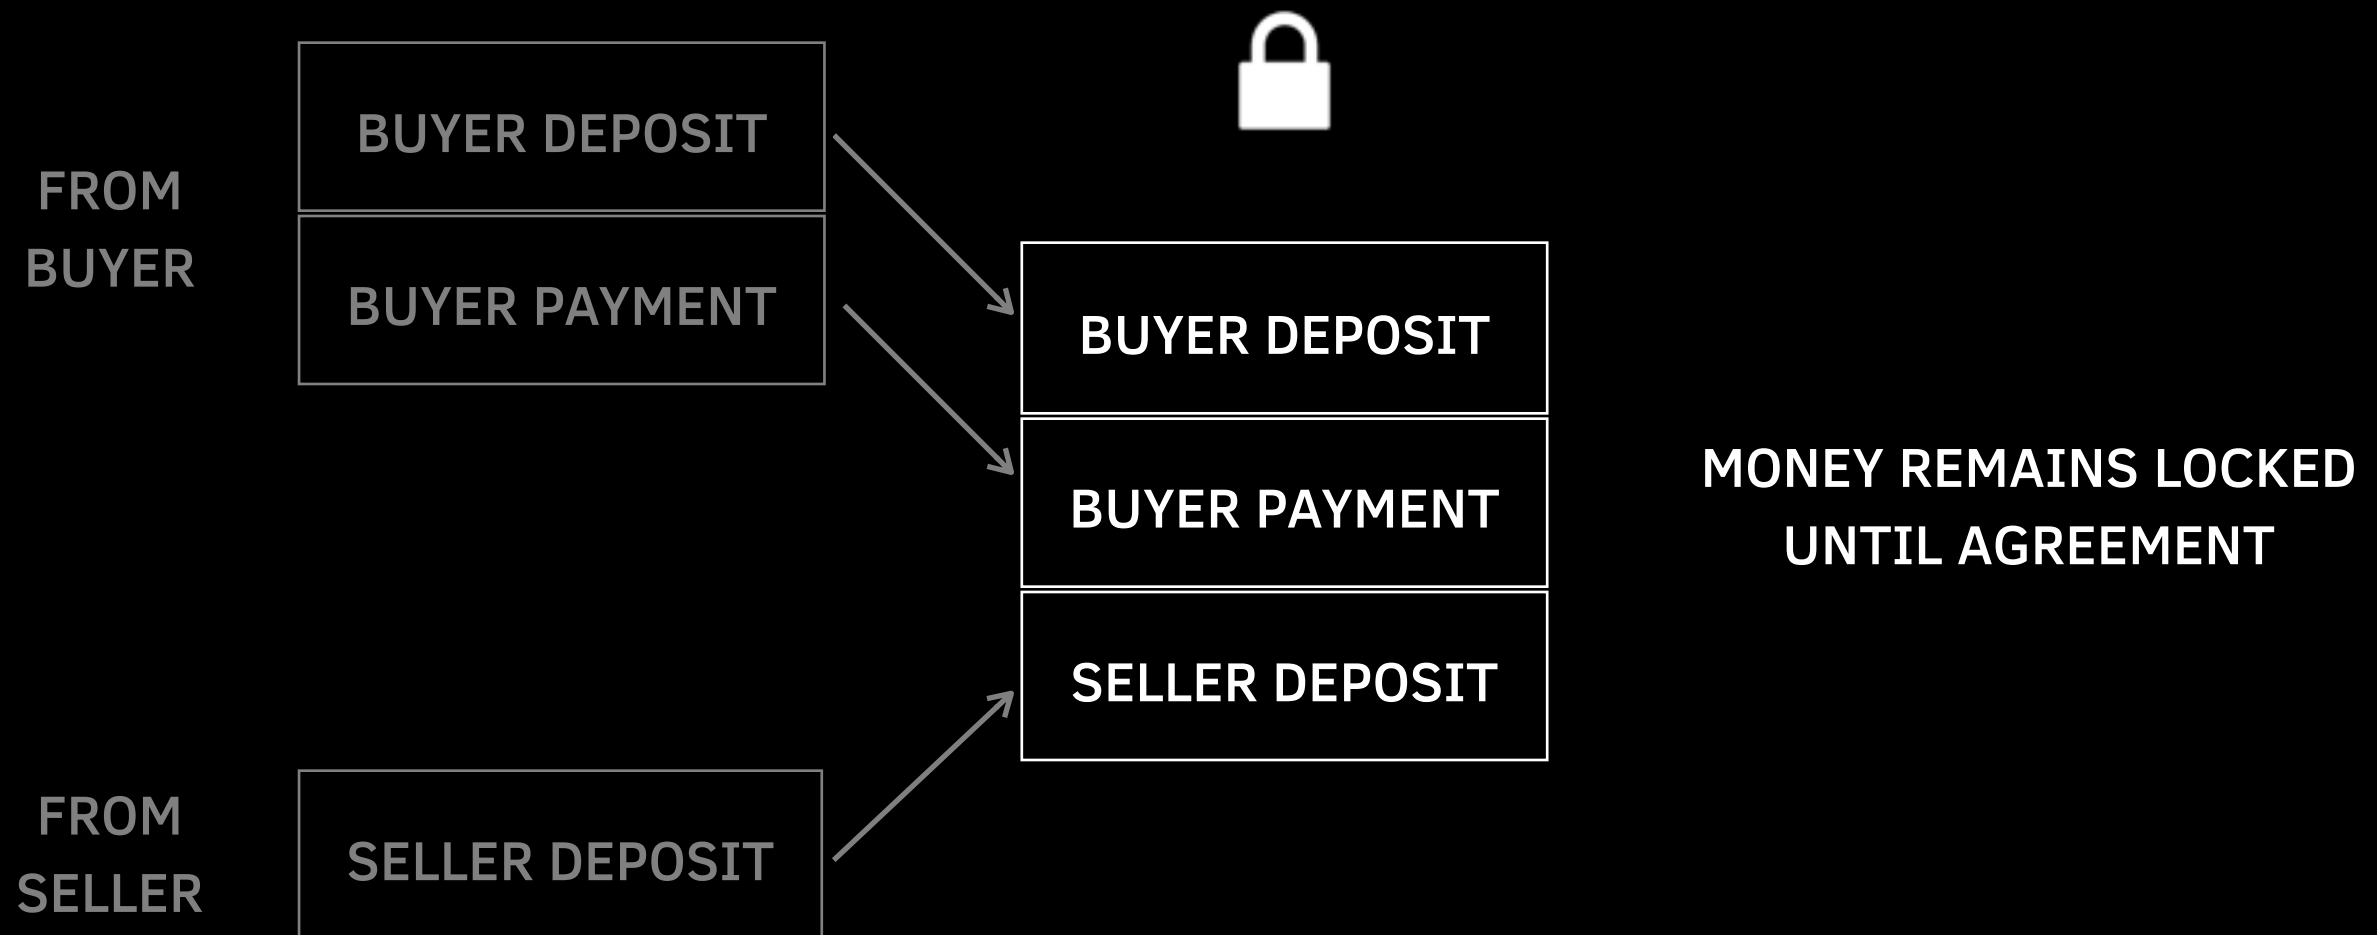 FROM
BUYER
BUYER DEPOSIT
BUYER PAYMENT
FROM
SELLER
SELLER DEPOSIT
BUYER DEPOSIT
BUYER PAYMENT
SELLER DEPOSIT
MONEY REMAINS LOCKED
UNTIL AGREEMENT